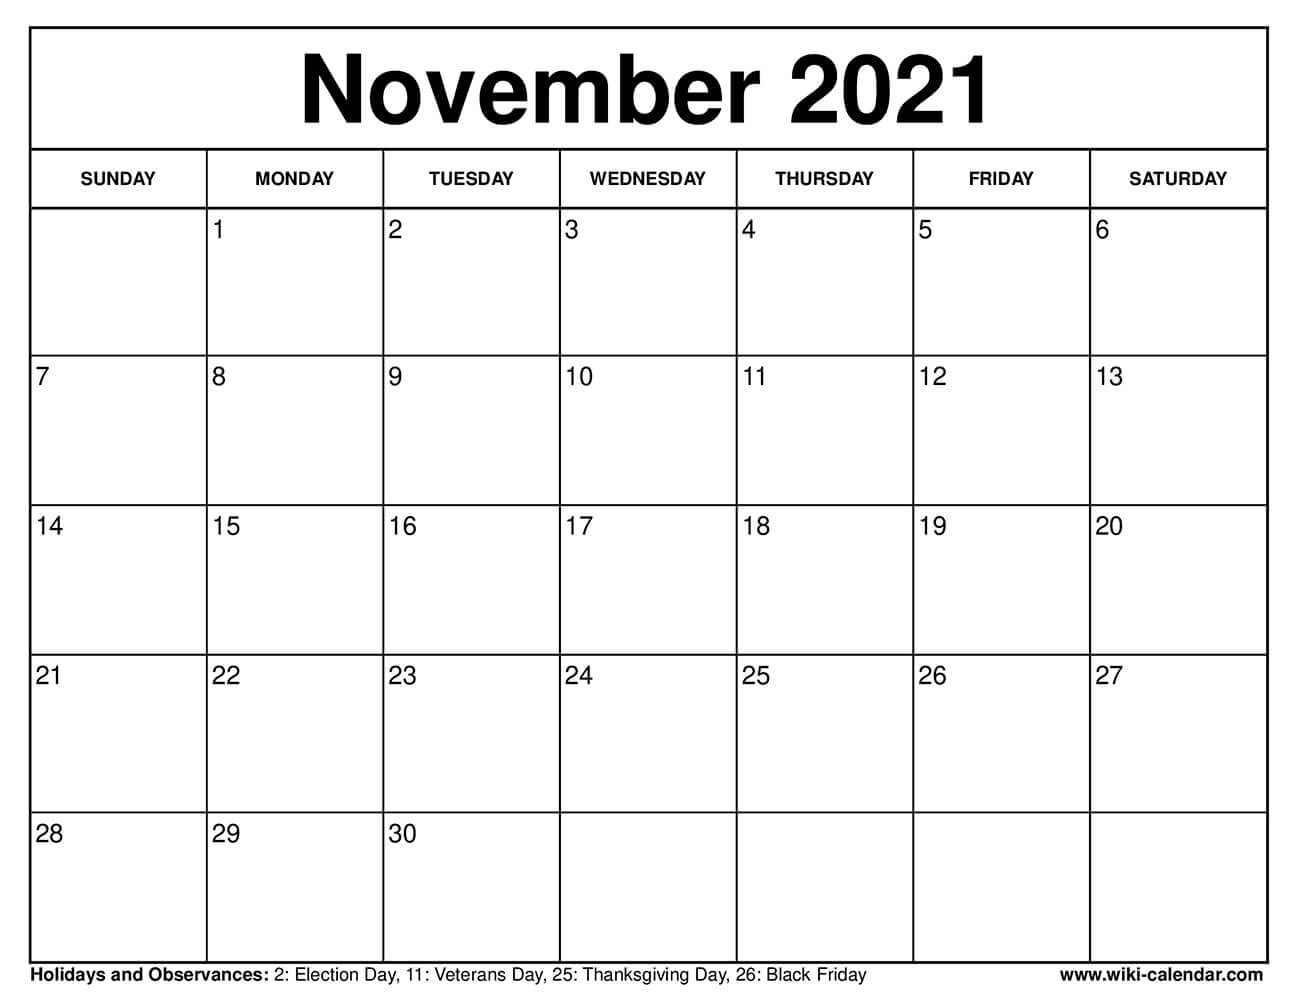 November 2021
SUNDAY MONDAY TUESDAY WEDNESDAY THURSDAY FRIDAY SATURDAY
1 2 3 4 5 6
7 8 9 10 11 12 13
14 15 16 17 18 19 20
21 22 23 24 25 26 27
28 29 30
Holidays and Observances: 2: Election Day, 11: Veterans Day, 25: Thanksgiving Day, 26: Black Friday www.wiki-calendar.com